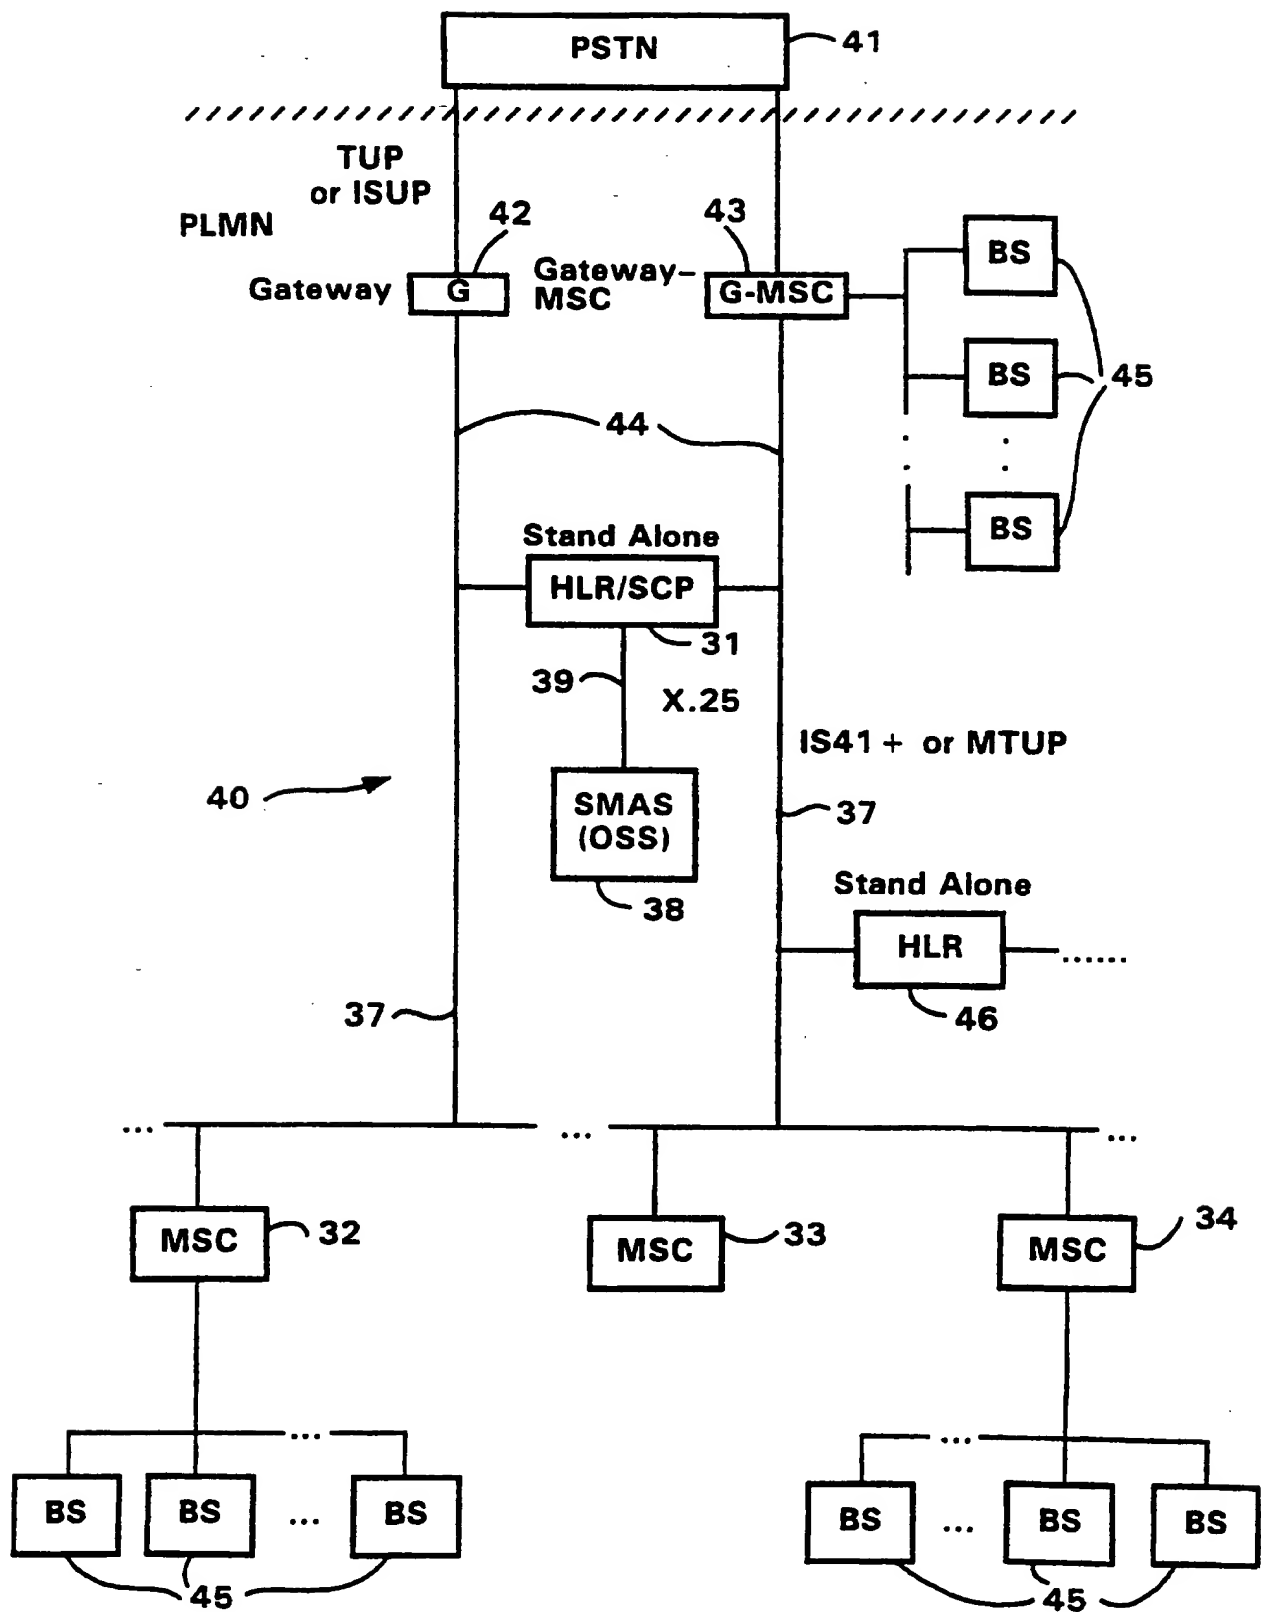 PSTN
41
TUP
or ISUP
PLMN
42
43
Gateway
G
Gateway-
MSC
G-MSC
BS
BS
45
BS
44
Stand Alone
HLR/SCP
31
39
X.25
IS41 + or MTUP
40
SMAS
(OSS)
37
38
Stand Alone
HLR
......
46
37
...
...
...
MSC
32
MSC
33
MSC
34
...
...
BS
BS
...
BS
BS
...
BS
BS
45
45